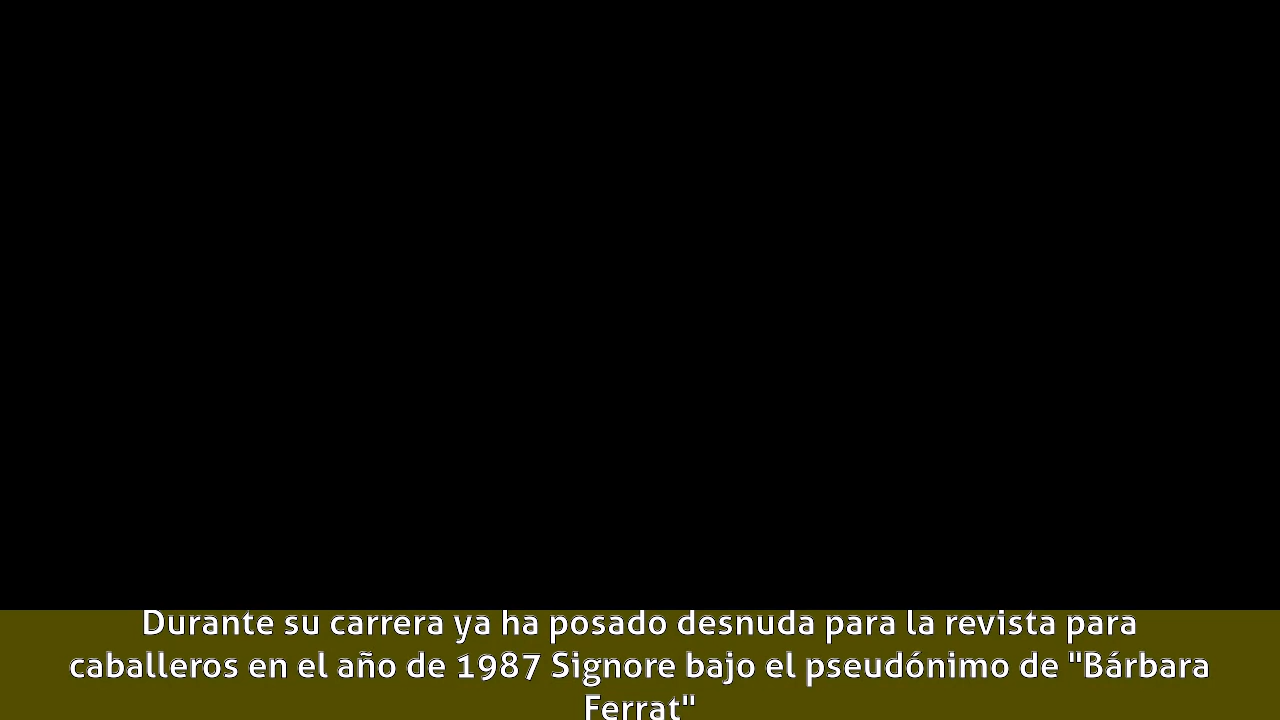 Durante su carrera ya ha posado desnuda para la revista para
caballeros en el año de 1987 Signore bajo el pseudónimo de "Bárbara
Ferrat"